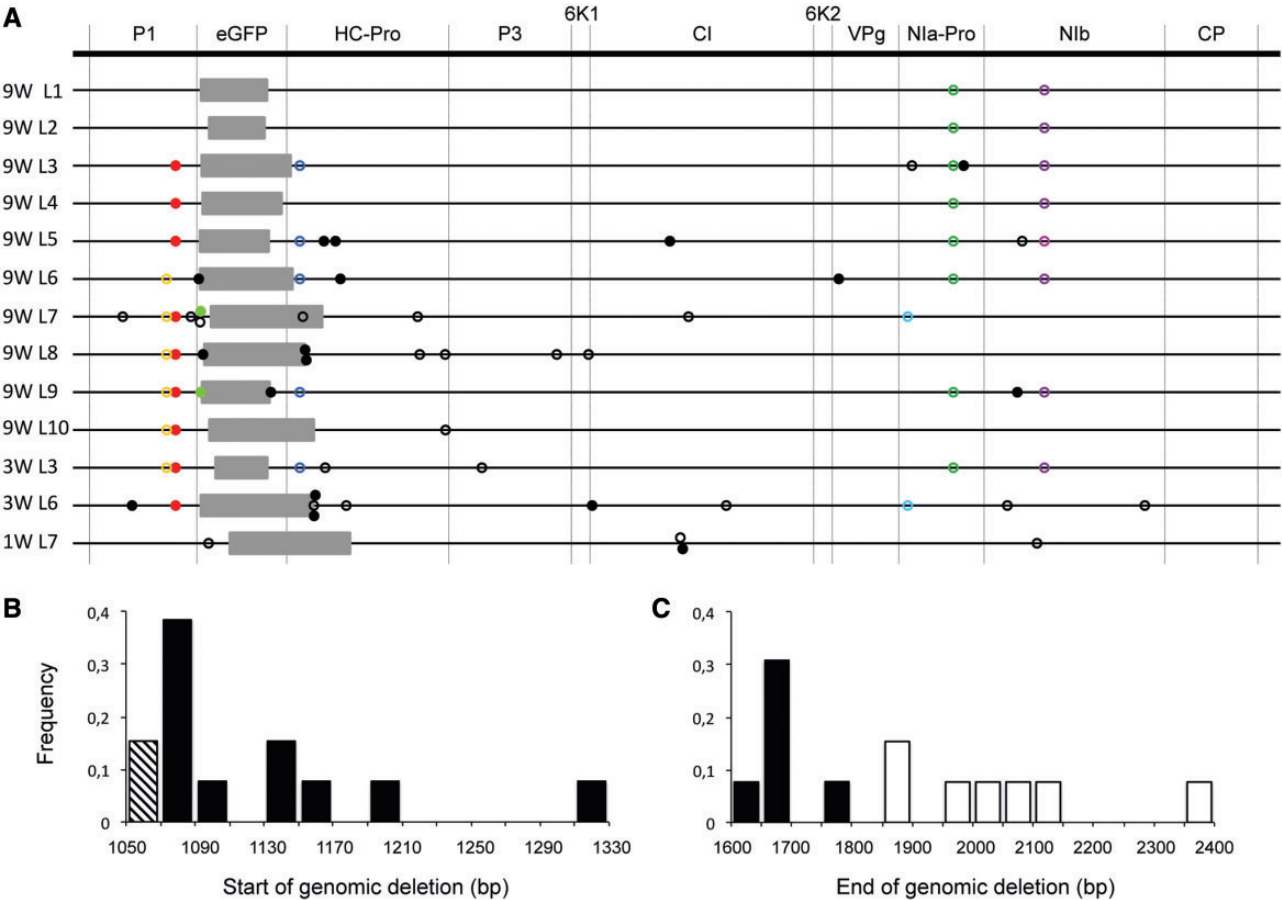 A
6K1 6K2
P1 eGFP HC-Pro P3 CI VPg NIa-Pro NIb CP
9W L1
9W L2
9W L3
9W L4
9W L5
9W L6
9W L7
9W L8
9W L9
9W L10
3W L3
3W L6
1W L7
B
Frequency
0,4
0,3
0,2
0,1
0
1050 1090 1130 1170 1210 1250 1290 1330
Start of genomic deletion (bp)
C
0,4
0,3
0,2
0,1
0
1600 1700 1800 1900 2000 2100 2200 2300 2400
End of genomic deletion (bp)